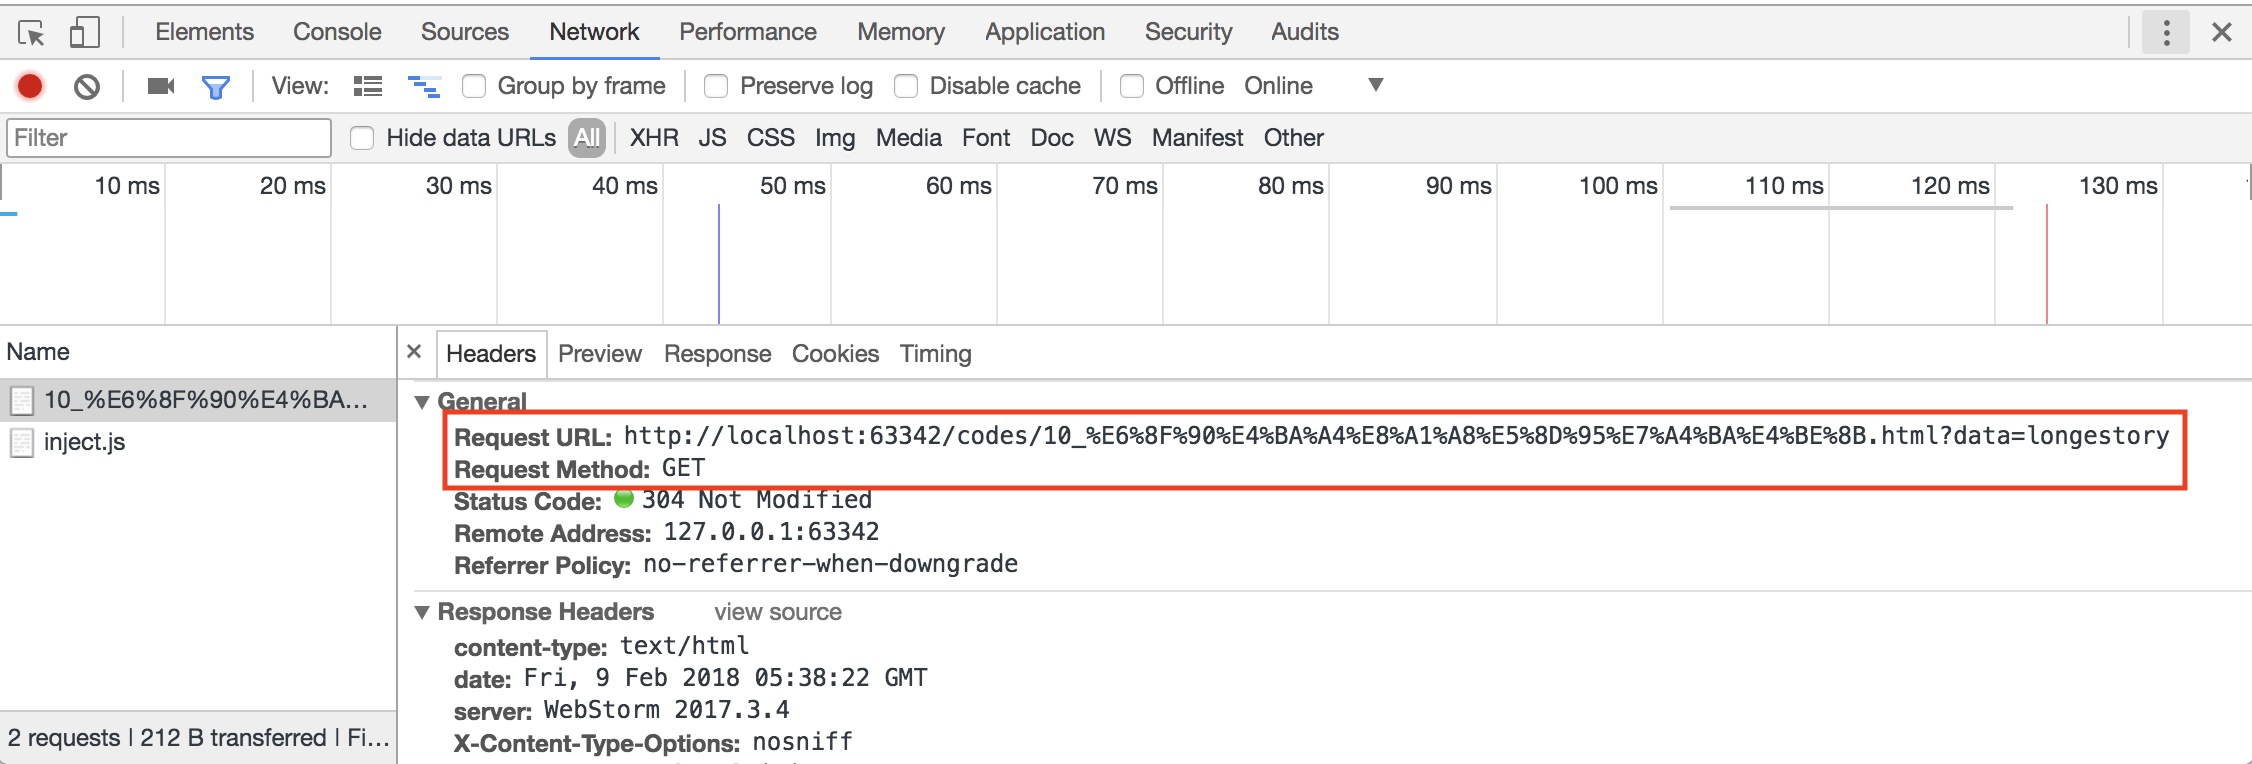 Elements Console Sources Network Performance Memory Application Security Audits
View: Group by frame Preserve log Disable cache Offline Online
Filter Hide data URLs All XHR JS CSS Img Media Font Doc WS Manifest Other
10 ms 20 ms 30 ms 40 ms 50 ms 60 ms 70 ms 80 ms 90 ms 100 ms 110 ms 120 ms 130 ms
Name
10_%E6%8F%90%E4%BA...
inject.js
2 requests | 212 B transferred | Fi...
Headers Preview Response Cookies Timing
General
Request URL: http://localhost:63342/codes/10_%E6%8F%90%E4%BA%A4%E8%A1%A8%E5%8D%95%E7%A4%BA%E4%BE%8B.html?data=longestory
Request Method: GET
Status Code: 304 Not Modified
Remote Address: 127.0.0.1:63342
Referrer Policy: no-referrer-when-downgrade
Response Headers view source
content-type: text/html
date: Fri, 9 Feb 2018 05:38:22 GMT
server: WebStorm 2017.3.4
X-Content-Type-Options: nosniff